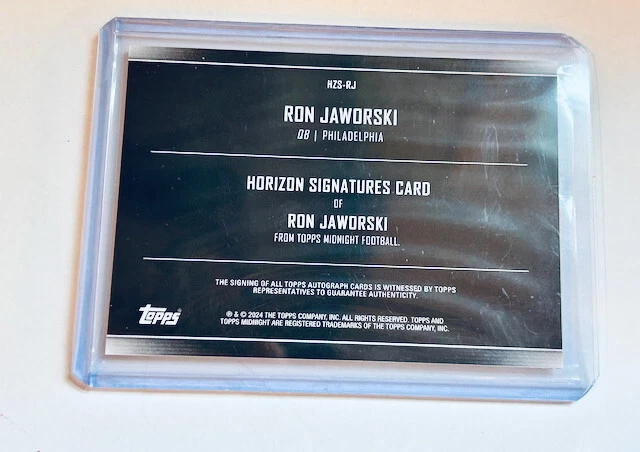 HZS-RJ
RON JAWORSKI
QB | PHILADELPHIA
HORIZON SIGNATURES CARD
OF
RON JAWORSKI
FROM TOPPS MIDNIGHT FOOTBALL.
THE SIGNING OF ALL TOPPS AUTOGRAPH CARDS IS WITNESSED BY TOPPS
REPRESENTATIVES TO GUARANTEE AUTHENTICITY.
Topps
® & © 2024 THE TOPPS COMPANY, INC. ALL RIGHTS RESERVED. TOPPS AND
TOPPS MIDNIGHT ARE REGISTERED TRADEMARKS OF THE TOPPS COMPANY, INC.